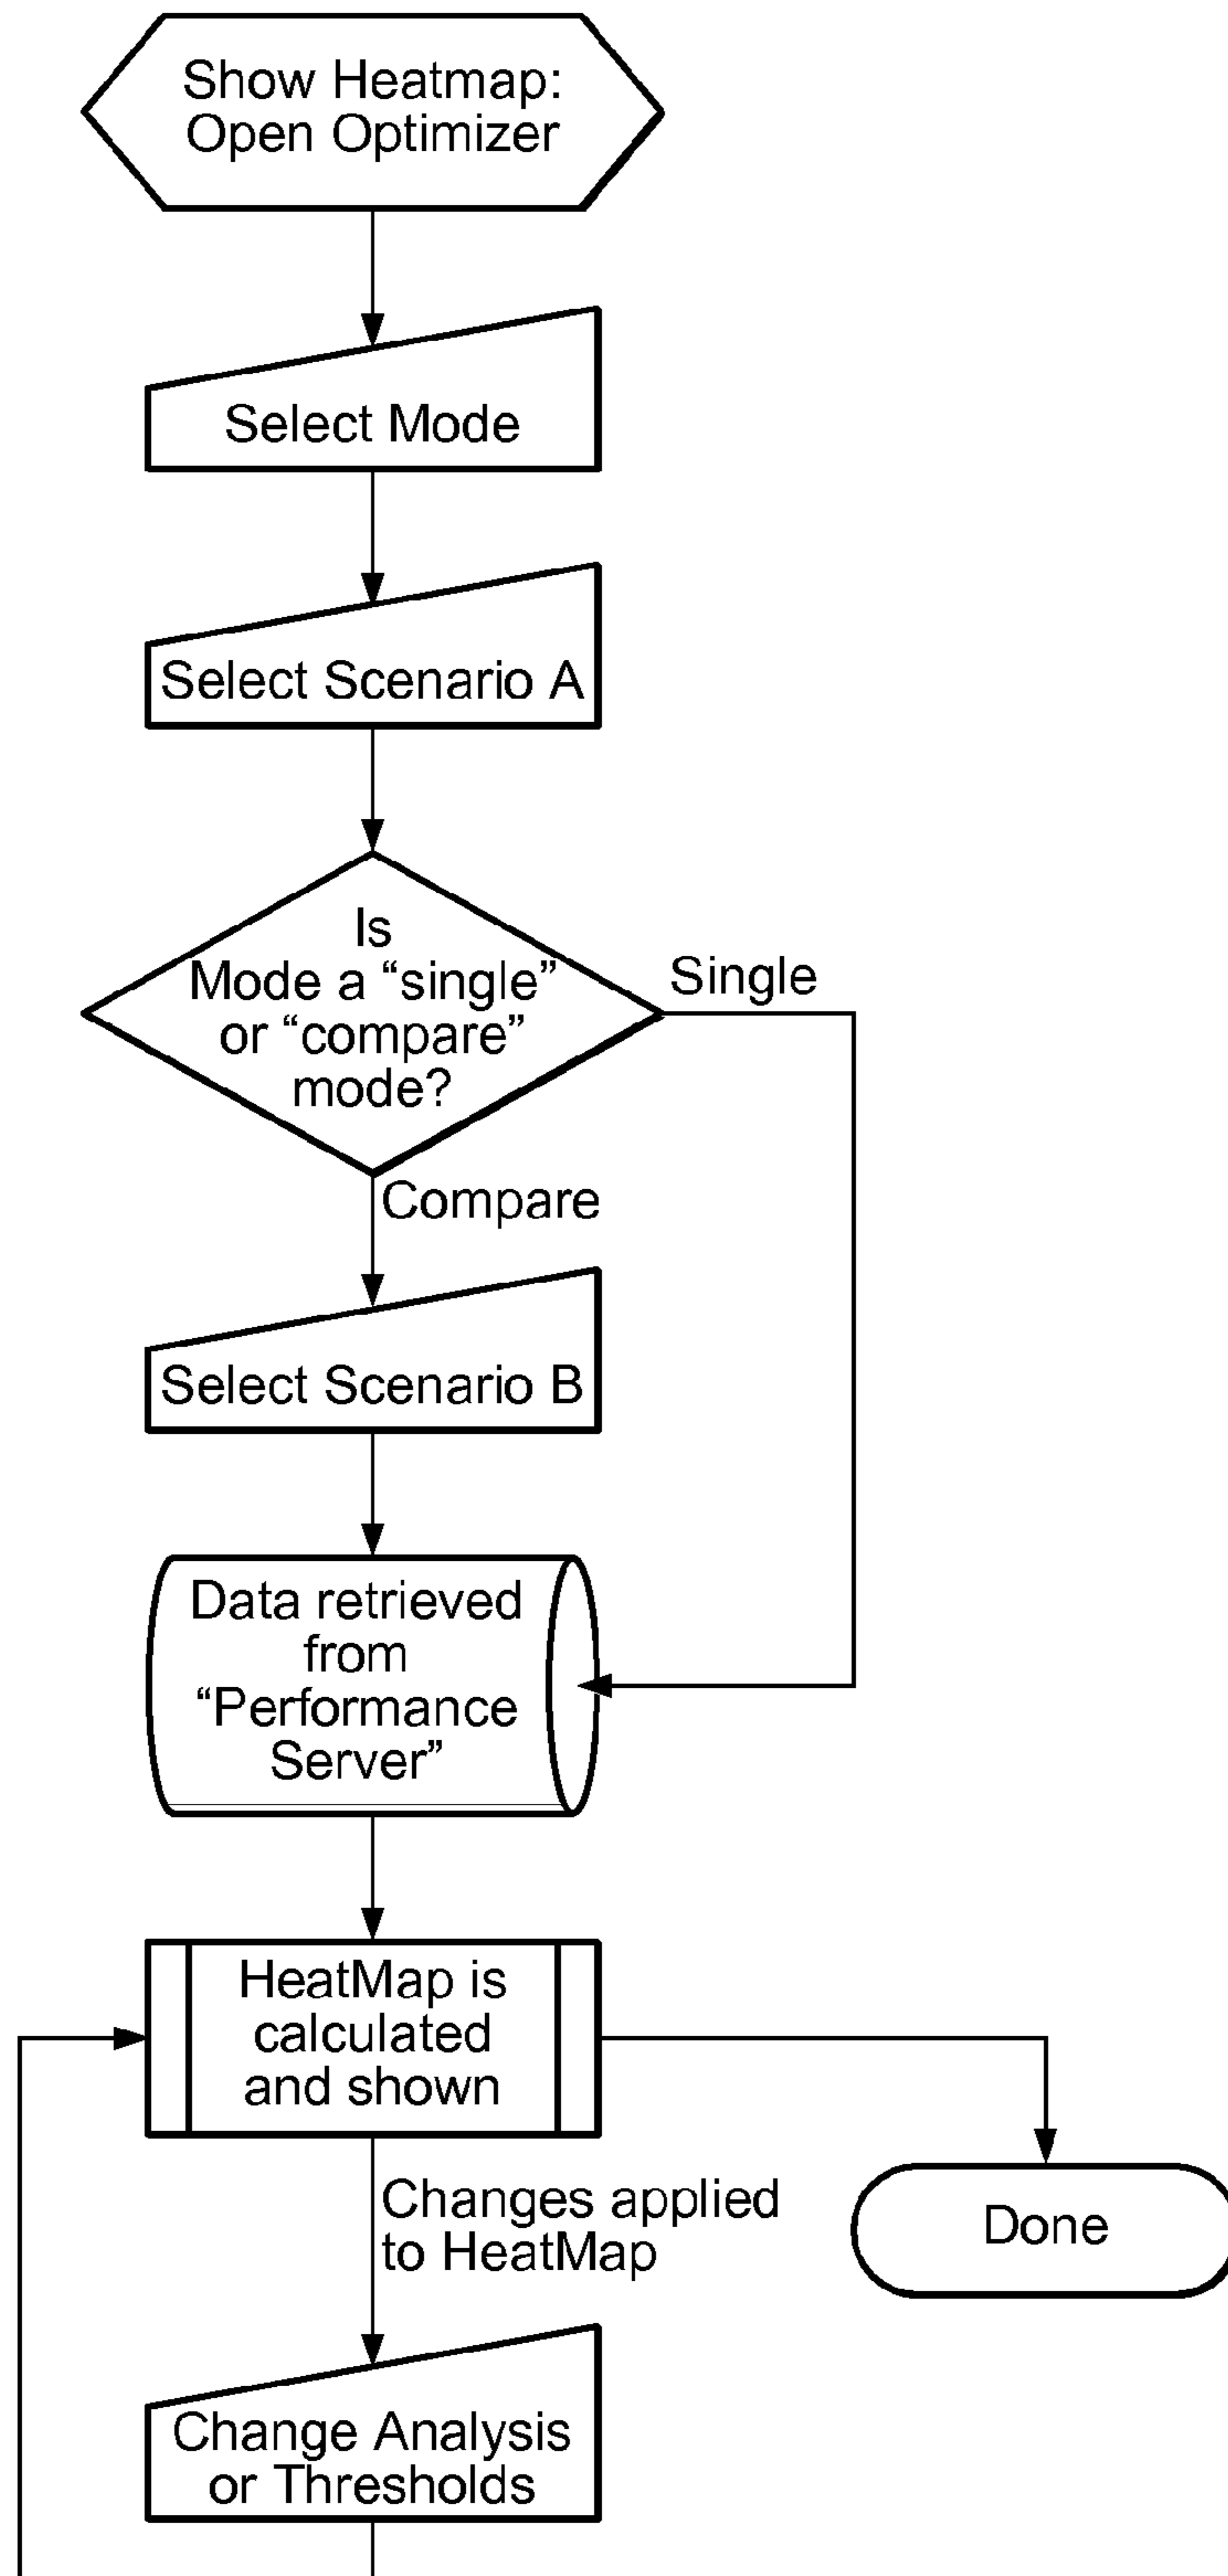 Show Heatmap:
Open Optimizer
Select Mode
Select Scenario A
Is
Mode a “single”
or “compare”
mode?
Single
Compare
Select Scenario B
Data retrieved
from
“Performance
Server”
HeatMap is
calculated
and shown
Changes applied
to HeatMap
Done
Change Analysis
or Thresholds